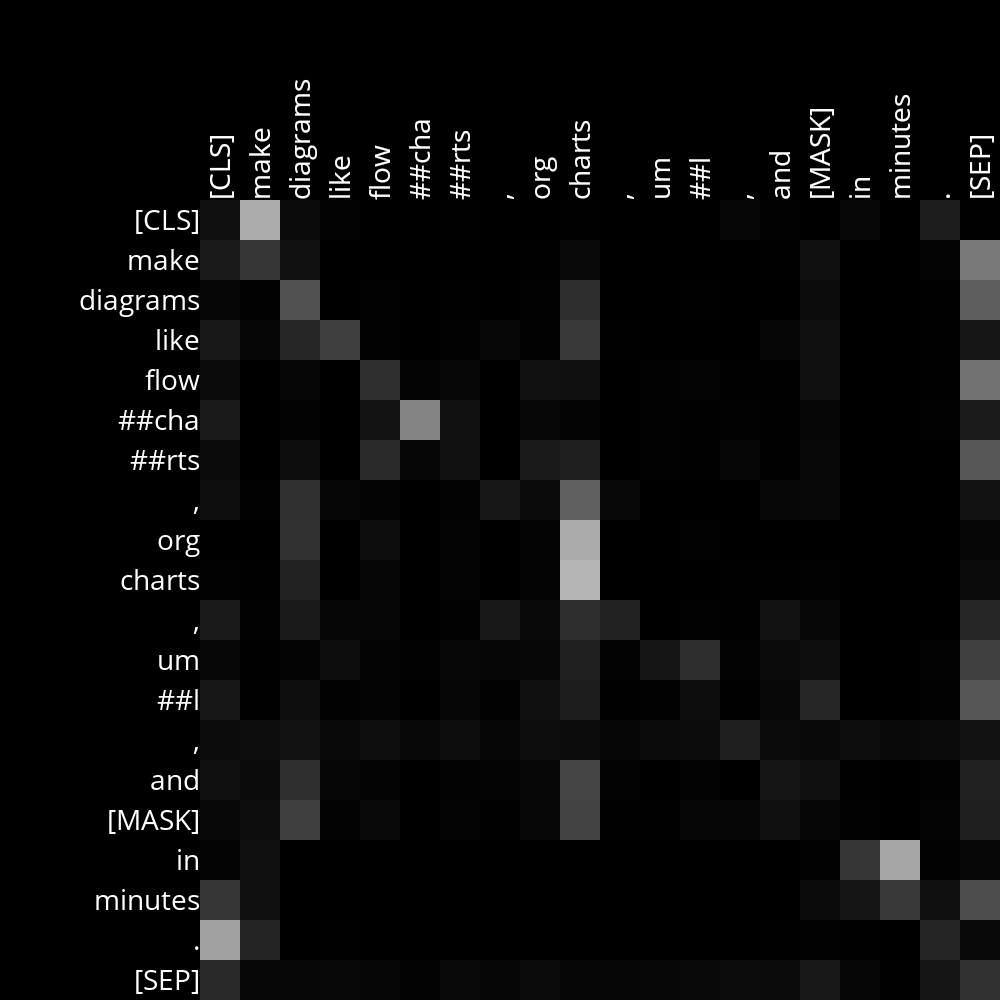 [CLS] make diagrams like flow ##cha ##rts , org charts , um ##l , and [MASK] in minutes . [SEP]
[CLS]
make
diagrams
like
flow
##cha
##rts
,
org
charts
,
um
##l
,
and
[MASK]
in
minutes
.
[SEP]